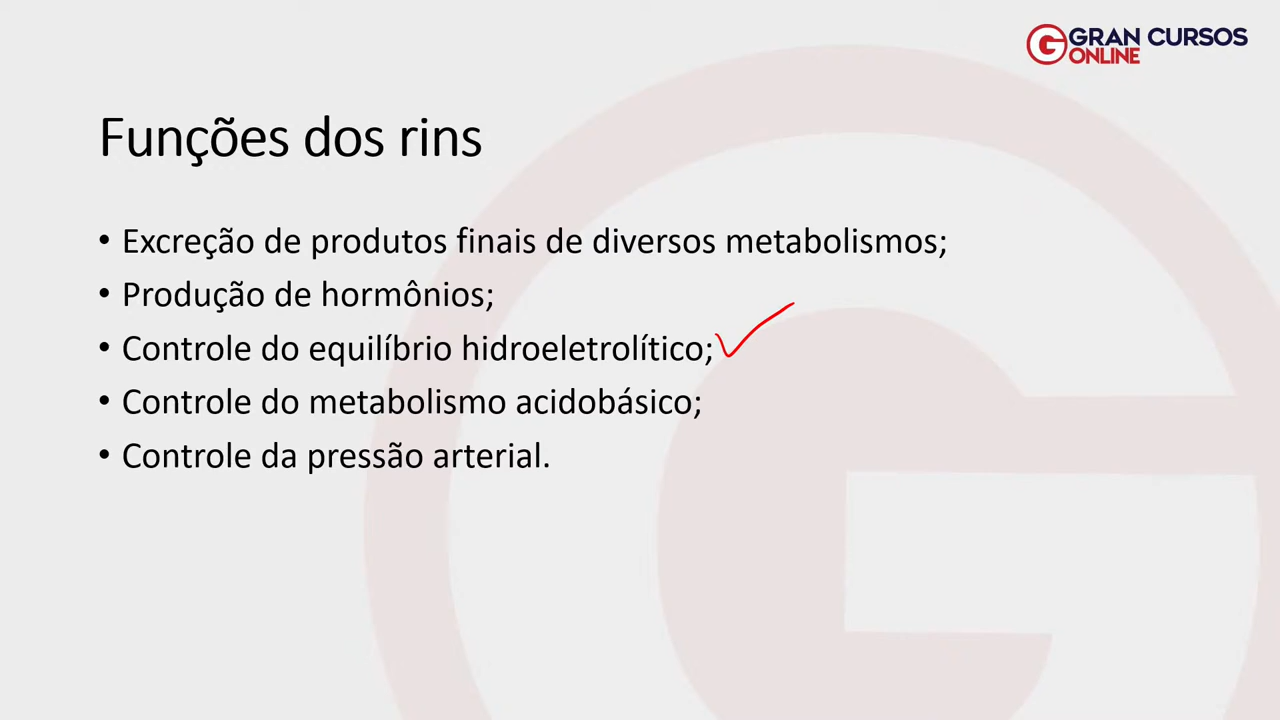 GRAN CURSOS
ONLINE
Funções dos rins
• Excreção de produtos finais de diversos metabolismos;
• Produção de hormônios;
• Controle do equilíbrio hidroeletrolítico;
• Controle do metabolismo acidobásico;
• Controle da pressão arterial.